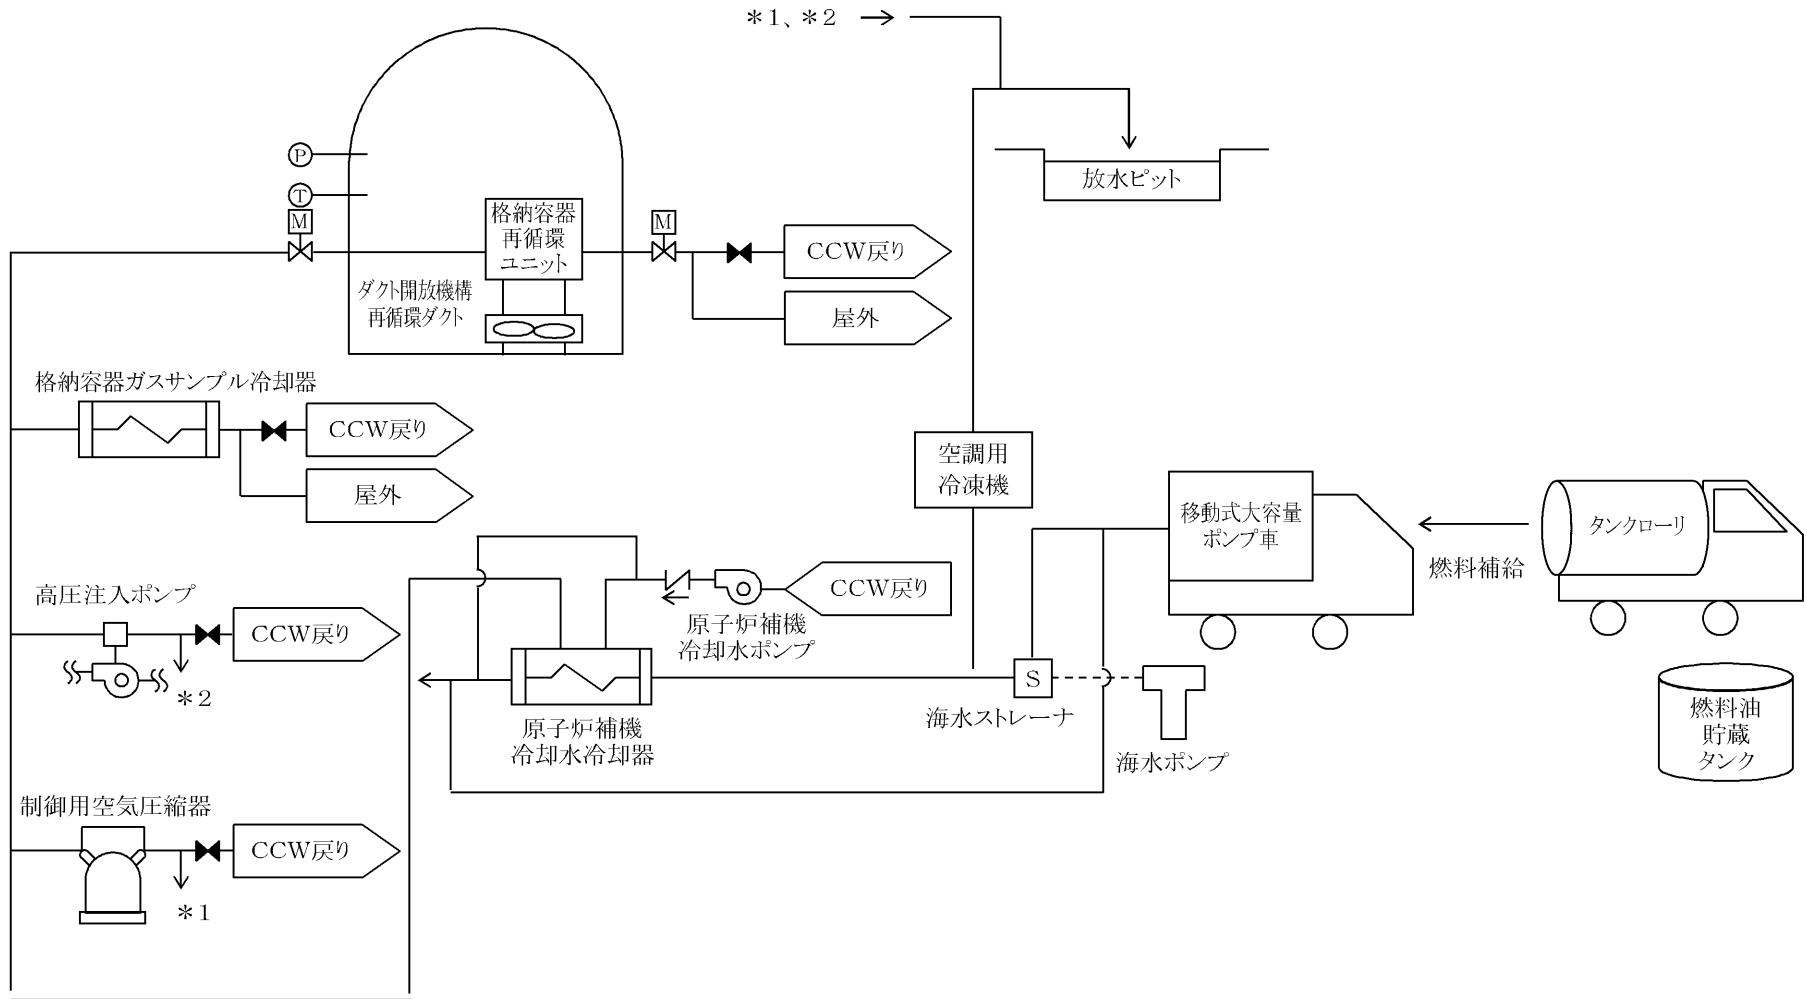 ＊1、＊2
放水ピット
P
T
M
M
格納容器
再循環
ユニット
CCW戻り
屋外
ダクト開放機構
再循環ダクト
格納容器ガスサンプル冷却器
CCW戻り
屋外
空調用
冷凍機
移動式大容量
ポンプ車
タンクローリ
燃料補給
高圧注入ポンプ
CCW戻り
＊2
CCW戻り
原子炉補機
冷却水ポンプ
S
海水ストレーナ
海水ポンプ
原子炉補機
冷却水冷却器
燃料油
貯蔵
タンク
制御用空気圧縮器
CCW戻り
＊1